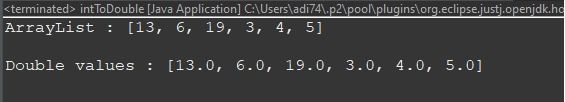 <terminated> intToDouble [Java Application] C:\Users\adi74\.p2\pool\plugins\org.eclipse.justj.openjdk.ho
ArrayList : [13, 6, 19, 3, 4, 5]
Double values : [13.0, 6.0, 19.0, 3.0, 4.0, 5.0]